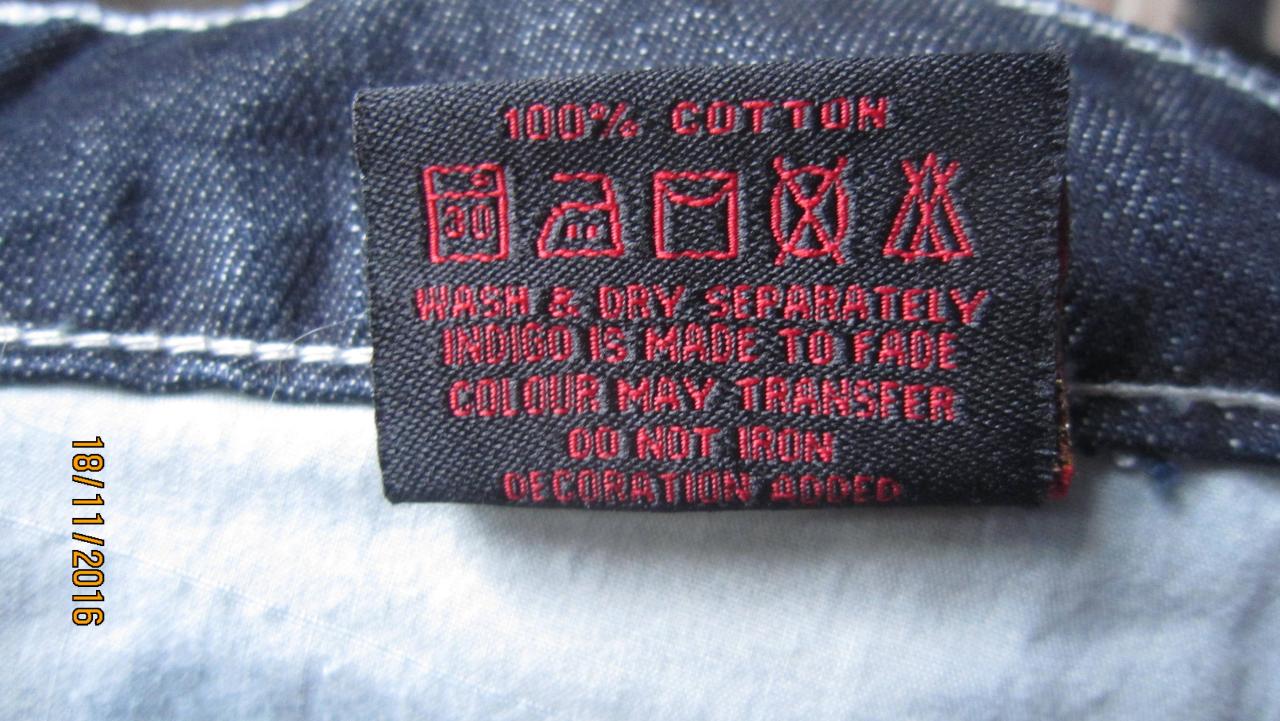 100% COTTON
30
WASH & DRY SEPARATELY
INDIGO IS MADE TO FADE
COLOUR MAY TRANSFER
DO NOT IRON
DECORATION ADDED
18/11/2016